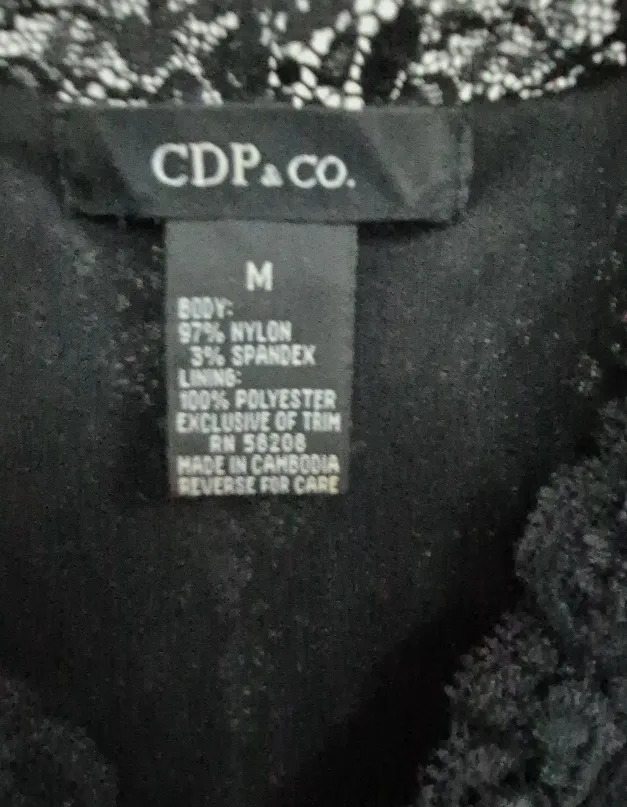 CDP&CO.
M
BODY:
97% NYLON
3% SPANDEX
LINING:
100% POLYESTER
EXCLUSIVE OF TRIM
RN 58208
MADE IN CAMBODIA
REVERSE FOR CARE